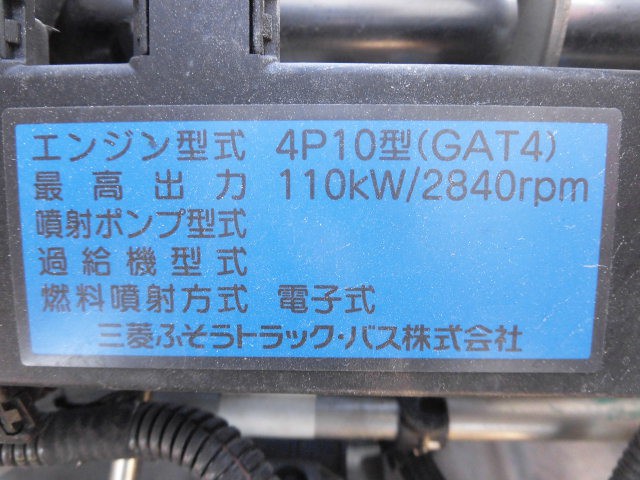 エンジン型式 4P10型(GAT4)
最高出力 110kW/2840rpm
噴射ポンプ型式
過給機型式
燃料噴射方式 電子式
三菱ふそうトラック・バス株式会社